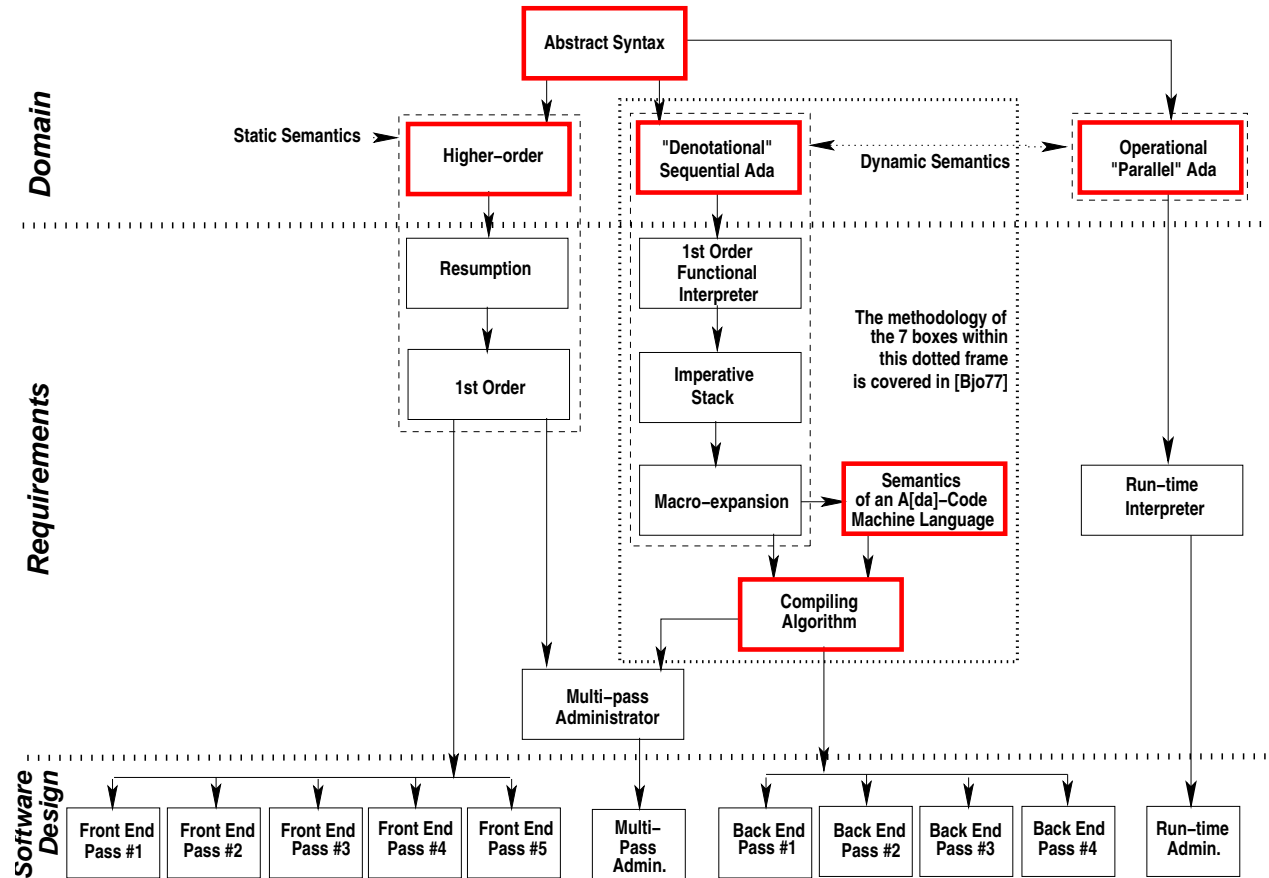 Abstract Syntax
Domain
Static Semantics
Higher−order
"Denotational"
Sequential Ada
Dynamic Semantics
Operational
"Parallel" Ada
Requirements
Resumption
1st Order
Functional
Interpreter
The methodology of
the 7 boxes within
this dotted frame
is covered in [Bjo77]
1st Order
Imperative
Stack
Macro−expansion
Semantics
of an A[da]−Code
Machine Language
Run−time
Interpreter
Compiling
Algorithm
Multi−pass
Administrator
Software
Design
Front End
Pass #1
Front End
Pass #2
Front End
Pass #3
Front End
Pass #4
Front End
Pass #5
Multi−
Pass
Admin.
Back End
Pass #1
Back End
Pass #2
Back End
Pass #3
Back End
Pass #4
Run−time
Admin.